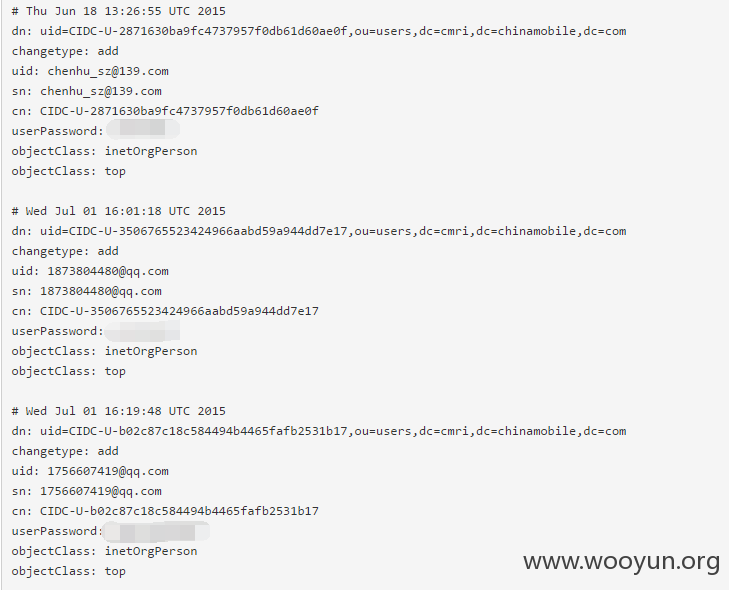 # Thu Jun 18 13:26:55 UTC 2015
dn: uid=CIDC-U-2871630ba9fc4737957f0db61d60ae0f,ou=users,dc=cmri,dc=chinamobile,dc=com
changetype: add
uid: chenhu_sz@139.com
sn: chenhu_sz@139.com
cn: CIDC-U-2871630ba9fc4737957f0db61d60ae0f
userPassword:
objectClass: inetOrgPerson
objectClass: top
# Wed Jul 01 16:01:18 UTC 2015
dn: uid=CIDC-U-3506765523424966aabd59a944dd7e17,ou=users,dc=cmri,dc=chinamobile,dc=com
changetype: add
uid: 1873804480@qq.com
sn: 1873804480@qq.com
cn: CIDC-U-3506765523424966aabd59a944dd7e17
userPassword:
objectClass: inetOrgPerson
objectClass: top
# Wed Jul 01 16:19:48 UTC 2015
dn: uid=CIDC-U-b02c87c18c584494b4465fafb2531b17,ou=users,dc=cmri,dc=chinamobile,dc=com
changetype: add
uid: 1756607419@qq.com
sn: 1756607419@qq.com
cn: CIDC-U-b02c87c18c584494b4465fafb2531b17
userPassword:
objectClass: inetOrgPerson
objectClass: top
www.wooyun.org